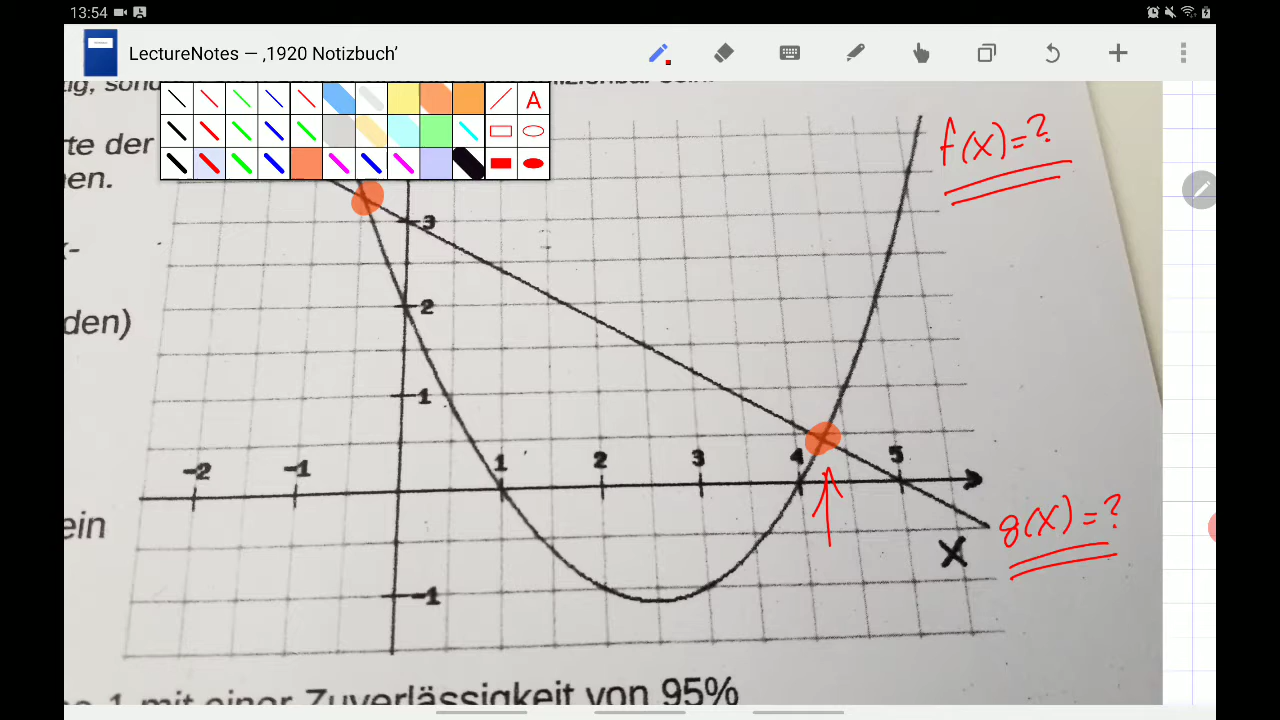 13:54
LectureNotes — ‚1920 Notizbuch’
A
rte der
en.
f(x)=?
3
2
den)
1
-2 -1 1 2 3 4 5
ein
g(x)=?
X
-1
1 mit einer Zuverlässigkeit von 95%